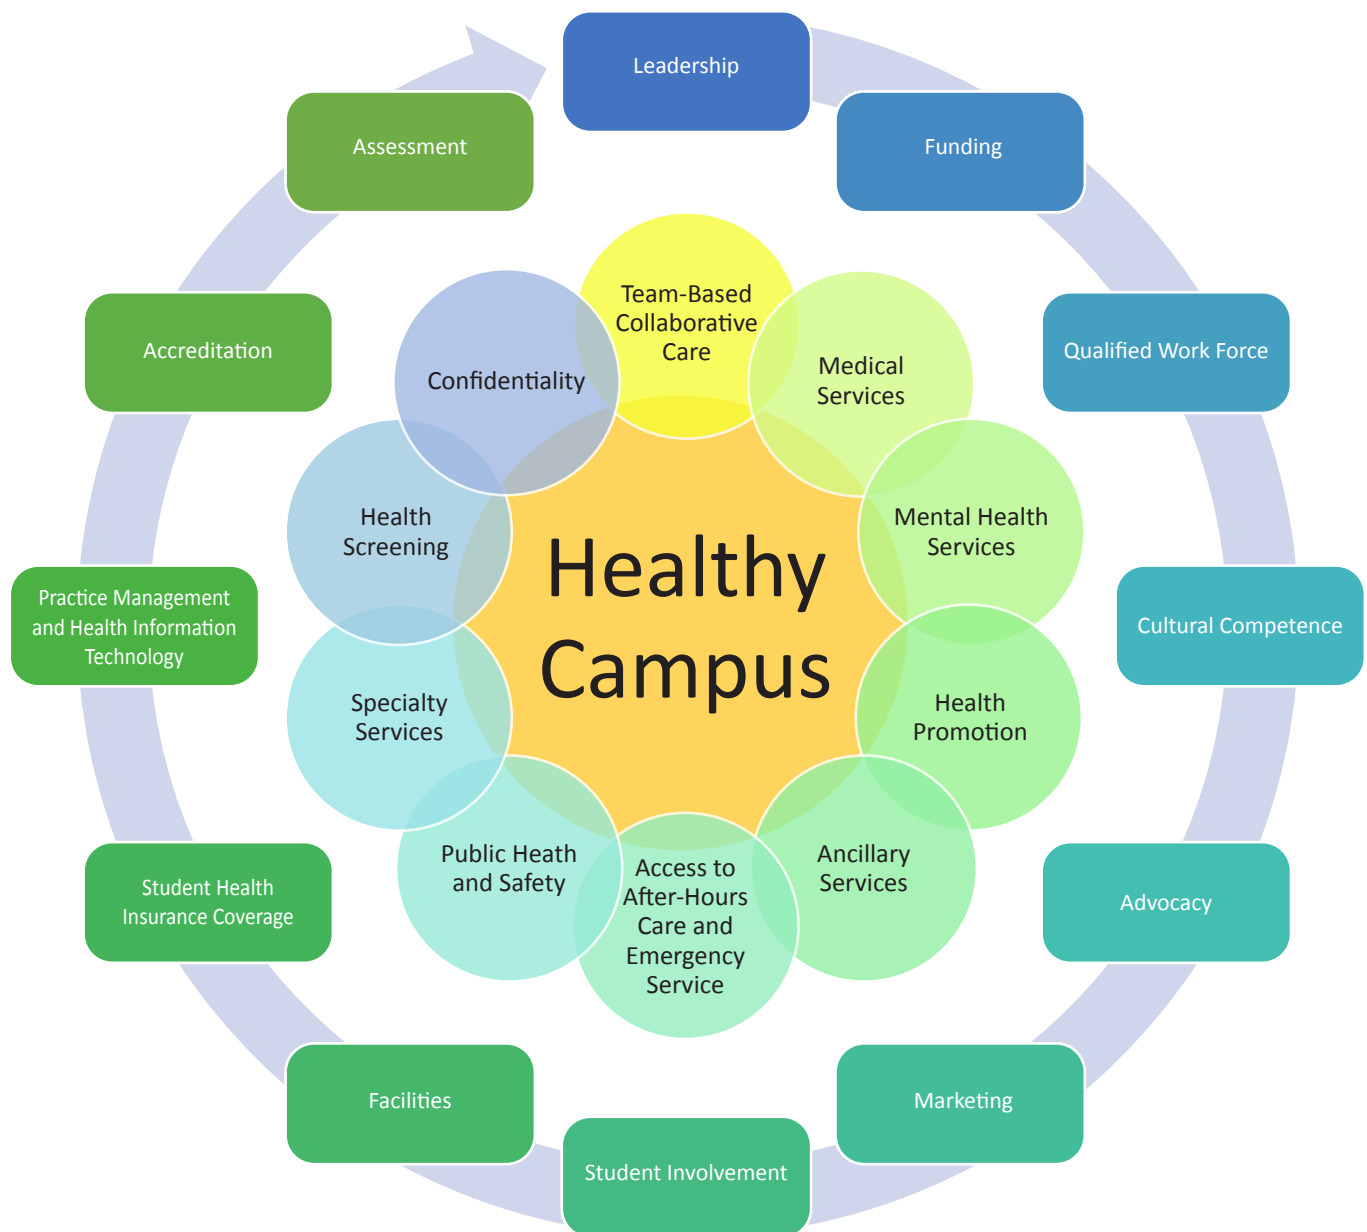 Leadership
Funding
Qualified Work Force
Cultural Competence
Advocacy
Marketing
Student Involvement
Facilities
Student Health
Insurance Coverage
Practice Management
and Health Information
Technology
Accreditation
Assessment
Team-Based
Collaborative
Care
Medical
Services
Mental Health
Services
Health
Promotion
Ancillary
Services
Access to
After-Hours
Care and
Emergency
Service
Public Heath
and Safety
Specialty
Services
Health
Screening
Confidentiality
Healthy
Campus